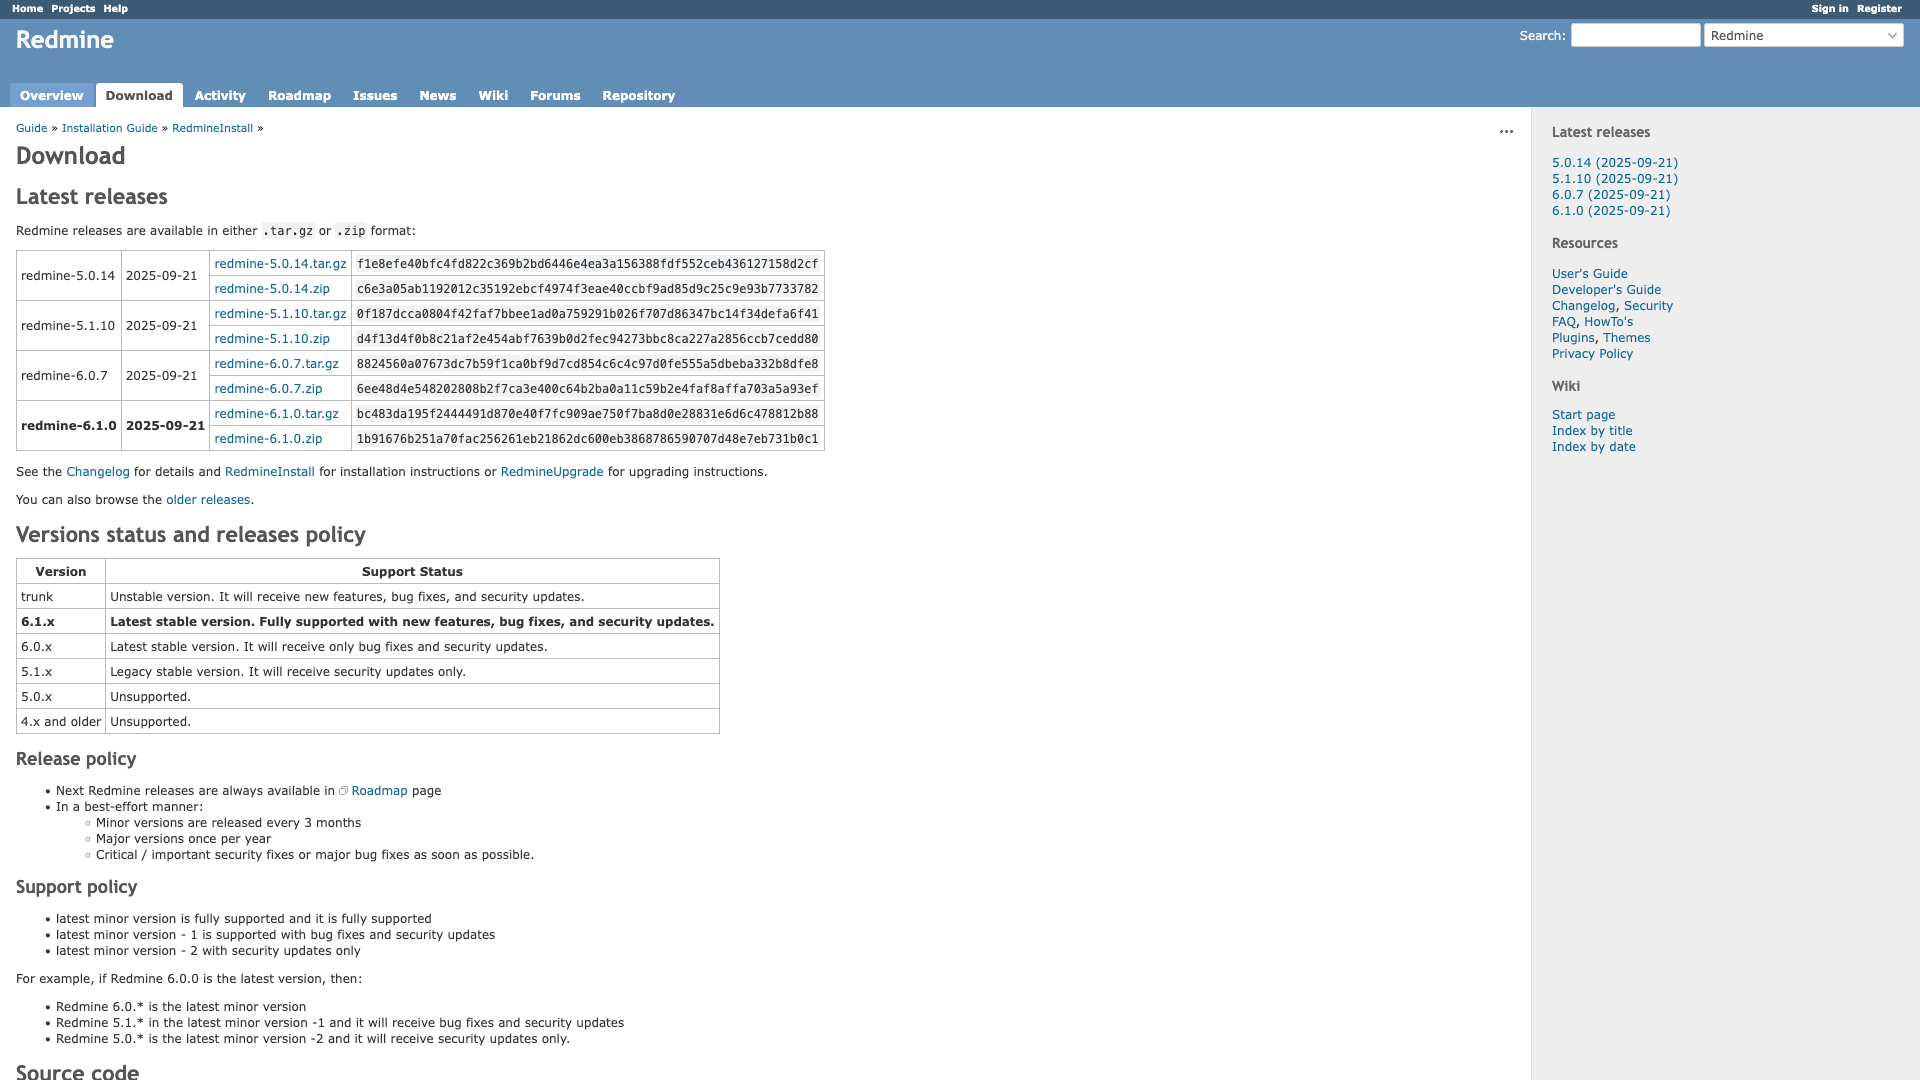 Home Projects Help
Sign in Register
Redmine
Search: Redmine
Overview Download Activity Roadmap Issues News Wiki Forums Repository
Guide » Installation Guide » RedmineInstall »
Download
Latest releases
Redmine releases are available in either .tar.gz or .zip format:
redmine-5.0.14 2025-09-21 redmine-5.0.14.tar.gz f1e8efe40bfc4fd822c369b2bd6446e4ea3a156388fdf552ceb436127158d2cf
redmine-5.0.14.zip c6e3a05ab1192012c35192ebcf4974f3eae40ccbf9ad85d9c25c9e93b7733782
redmine-5.1.10 2025-09-21 redmine-5.1.10.tar.gz 0f187dcca0804f42faf7bbee1ad0a759291b026f707d86347bc14f34defa6f41
redmine-5.1.10.zip d4f13d4f0b8c21af2e454abf7639b0d2fec94273bbc8ca227a2856ccb7cedd80
redmine-6.0.7 2025-09-21 redmine-6.0.7.tar.gz 8824560a07673dc7b59f1ca0bf9d7cd854c6c4c97d0fe555a5dbeba332b8dfe8
redmine-6.0.7.zip 6ee48d4e548202808b2f7ca3e400c64b2ba0a11c59b2e4faf8affa703a5a93ef
redmine-6.1.0 2025-09-21 redmine-6.1.0.tar.gz bc483da195f2444491d870e40f7fc909ae750f7ba8d0e28831e6d6c478812b88
redmine-6.1.0.zip 1b91676b251a70fac256261eb21862dc600eb3868786590707d48e7eb731b0c1
See the Changelog for details and RedmineInstall for installation instructions or RedmineUpgrade for upgrading instructions.
You can also browse the older releases.
Versions status and releases policy
Version Support Status
trunk Unstable version. It will receive new features, bug fixes, and security updates.
6.1.x Latest stable version. Fully supported with new features, bug fixes, and security updates.
6.0.x Latest stable version. It will receive only bug fixes and security updates.
5.1.x Legacy stable version. It will receive security updates only.
5.0.x Unsupported.
4.x and older Unsupported.
Release policy
• Next Redmine releases are always available in Roadmap page
• In a best-effort manner:
◦ Minor versions are released every 3 months
◦ Major versions once per year
◦ Critical / important security fixes or major bug fixes as soon as possible.
Support policy
• latest minor version is fully supported and it is fully supported
• latest minor version - 1 is supported with bug fixes and security updates
• latest minor version - 2 with security updates only
For example, if Redmine 6.0.0 is the latest version, then:
• Redmine 6.0.* is the latest minor version
• Redmine 5.1.* in the latest minor version -1 and it will receive bug fixes and security updates
• Redmine 5.0.* is the latest minor version -2 and it will receive security updates only.
Source code
Latest releases
5.0.14 (2025-09-21)
5.1.10 (2025-09-21)
6.0.7 (2025-09-21)
6.1.0 (2025-09-21)
Resources
User's Guide
Developer's Guide
Changelog, Security
FAQ, HowTo's
Plugins, Themes
Privacy Policy
Wiki
Start page
Index by title
Index by date